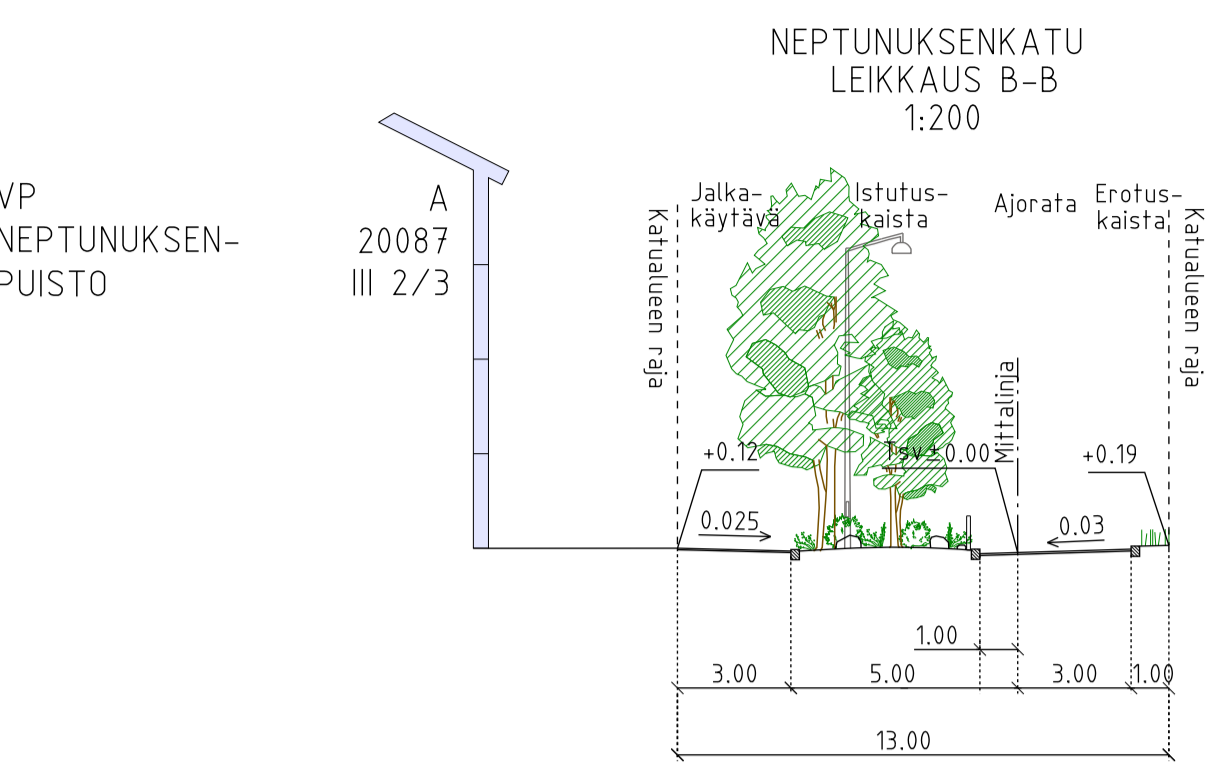 NEPTUNUKSENKATU
LEIKKAUS B-B
1:200
VP
NEPTUNUKSEN-
PUISTO
A
20087
III 2/3
Katualueen raja
Jalka-
käytävä
Istutus-
kaista
Ajorata
Erotus-
kaista
Katualueen raja
Mittalinja
+0.12
Tsv ±0.00
+0.19
0.025
0.03
1.00
3.00
5.00
3.00
1.00
13.00